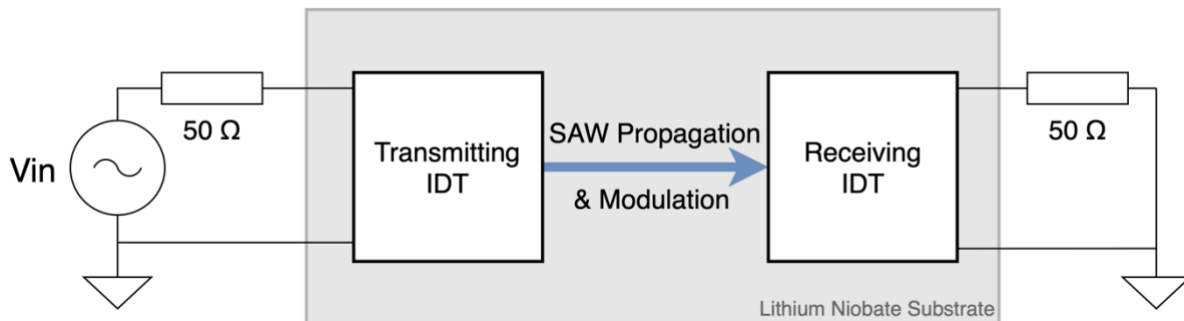 50 Ω
Vin
Transmitting
IDT
SAW Propagation
& Modulation
Receiving
IDT
50 Ω
Lithium Niobate Substrate